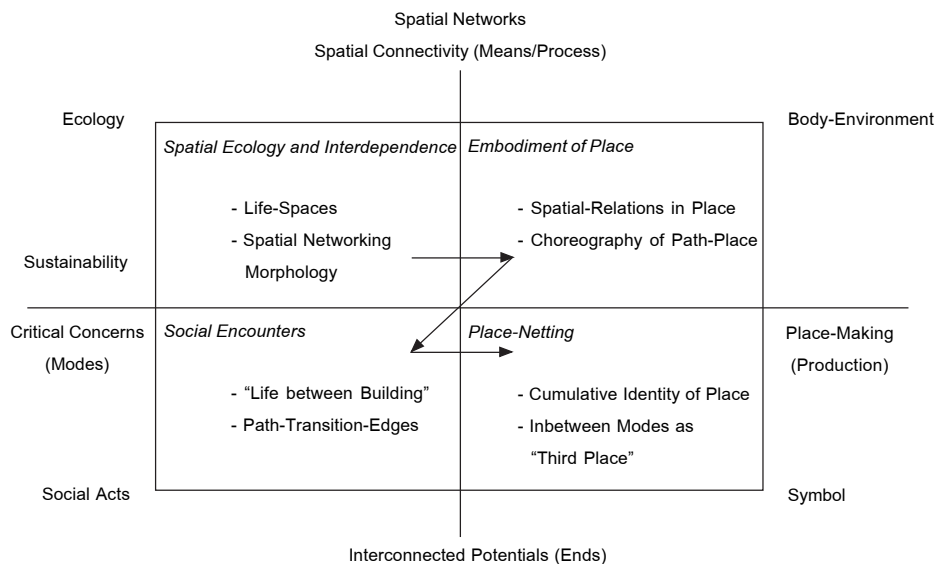 Spatial Networks
Spatial Connectivity (Means/Process)
Ecology
Body-Environment
Spatial Ecology and Interdependence
Embodiment of Place
- Life-Spaces
- Spatial Networking
Morphology
- Spatial-Relations in Place
- Choreography of Path-Place
Sustainability
Critical Concerns
(Modes)
Social Encounters
Place-Netting
Place-Making
(Production)
- “Life between Building”
- Path-Transition-Edges
- Cumulative Identity of Place
- Inbetween Modes as
“Third Place”
Social Acts
Symbol
Interconnected Potentials (Ends)